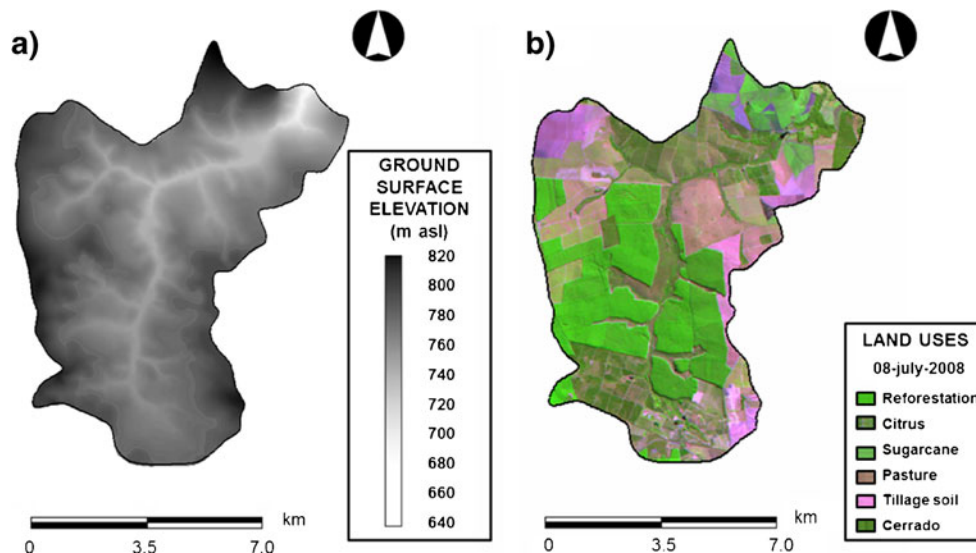 a)
GROUND
SURFACE
ELEVATION
(m asl)
820
800
780
760
740
720
700
680
660
640
km
0 3.5 7.0
b)
LAND USES
08-july-2008
Reforestation
Citrus
Sugarcane
Pasture
Tillage soil
Cerrado
km
0 3.5 7.0